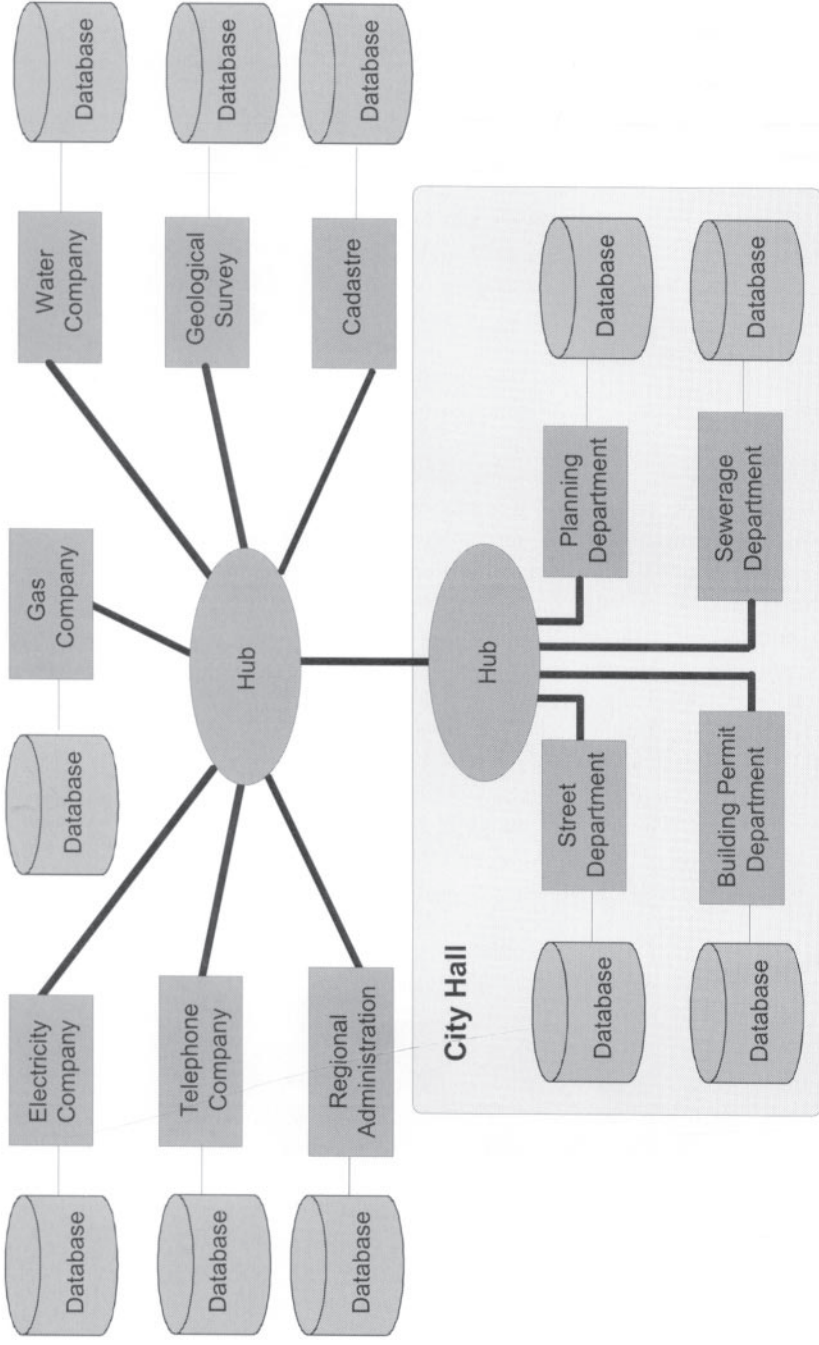 Database
Electricity
Company
Database
Gas
Company
Water
Company
Database
Database
Telephone
Company
Hub
Geological
Survey
Database
Database
Regional
Administration
Cadastre
Database
City Hall
Hub
Database
Street
Department
Planning
Department
Database
Database
Building Permit
Department
Sewerage
Department
Database